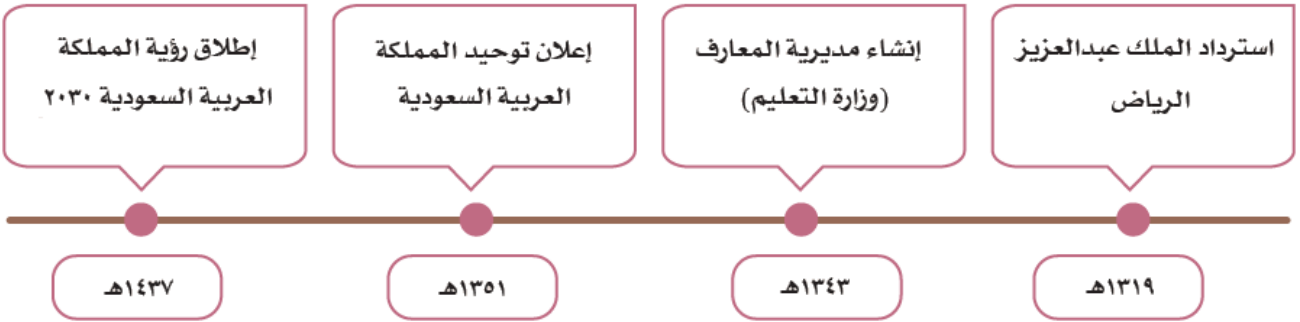 استرداد الملك عبدالعزيز
الرياض
١٣١٩هـ
إنشاء مديرية المعارف
(وزارة التعليم)
١٣٤٣هـ
إعلان توحيد المملكة
العربية السعودية
١٣٥١هـ
إطلاق رؤية المملكة
العربية السعودية ٢٠٣٠
١٤٣٧هـ